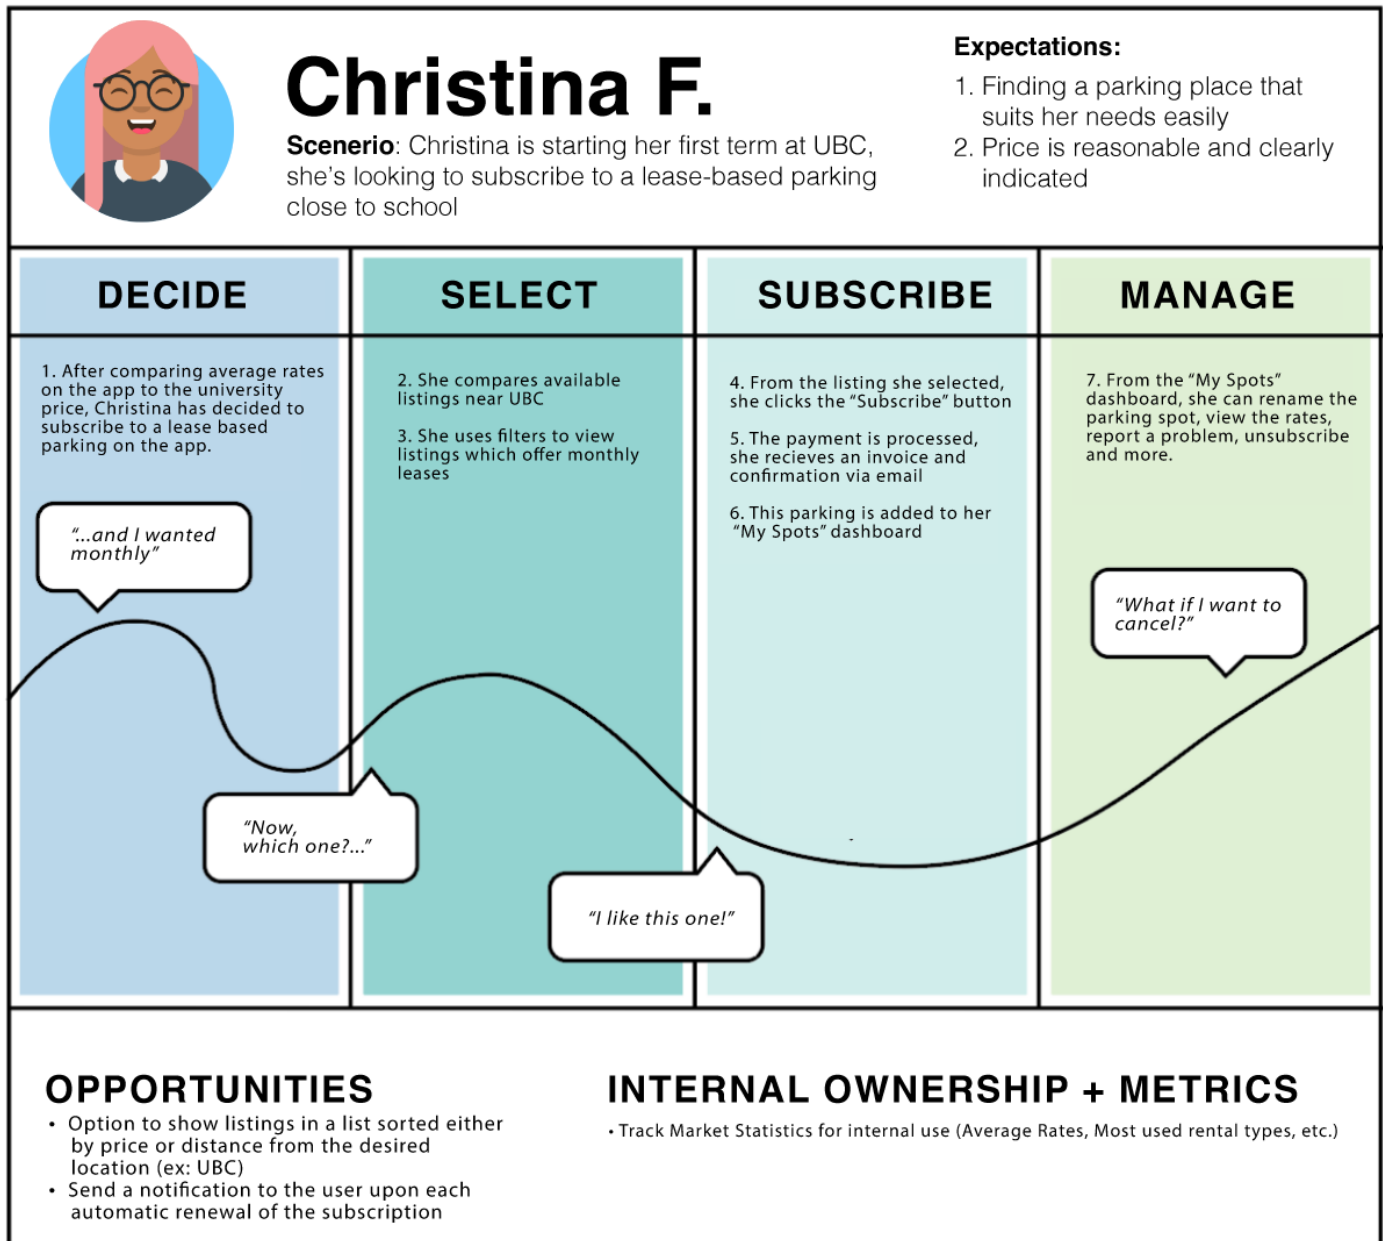 Christina F.
Scenerio: Christina is starting her first term at UBC,
she's looking to subscribe to a lease-based parking
close to school
Expectations:
1. Finding a parking place that
suits her needs easily
2. Price is reasonable and clearly
indicated
DECIDE
1. After comparing average rates
on the app to the university
price, Christina has decided to
subscribe to a lease based
parking on the app.
"...and I wanted
monthly"
"Now,
which one?..."
SELECT
2. She compares available
listings near UBC
3. She uses filters to view
listings which offer monthly
leases
"I like this one!"
SUBSCRIBE
4. From the listing she selected,
she clicks the "Subscribe" button
5. The payment is processed,
she recieves an invoice and
confirmation via email
6. This parking is added to her
"My Spots" dashboard
MANAGE
7. From the "My Spots"
dashboard, she can rename the
parking spot, view the rates,
report a problem, unsubscribe
and more.
"What if I want to
cancel?"
OPPORTUNITIES
• Option to show listings in a list sorted either
by price or distance from the desired
location (ex: UBC)
• Send a notification to the user upon each
automatic renewal of the subscription
INTERNAL OWNERSHIP + METRICS
• Track Market Statistics for internal use (Average Rates, Most used rental types, etc.)